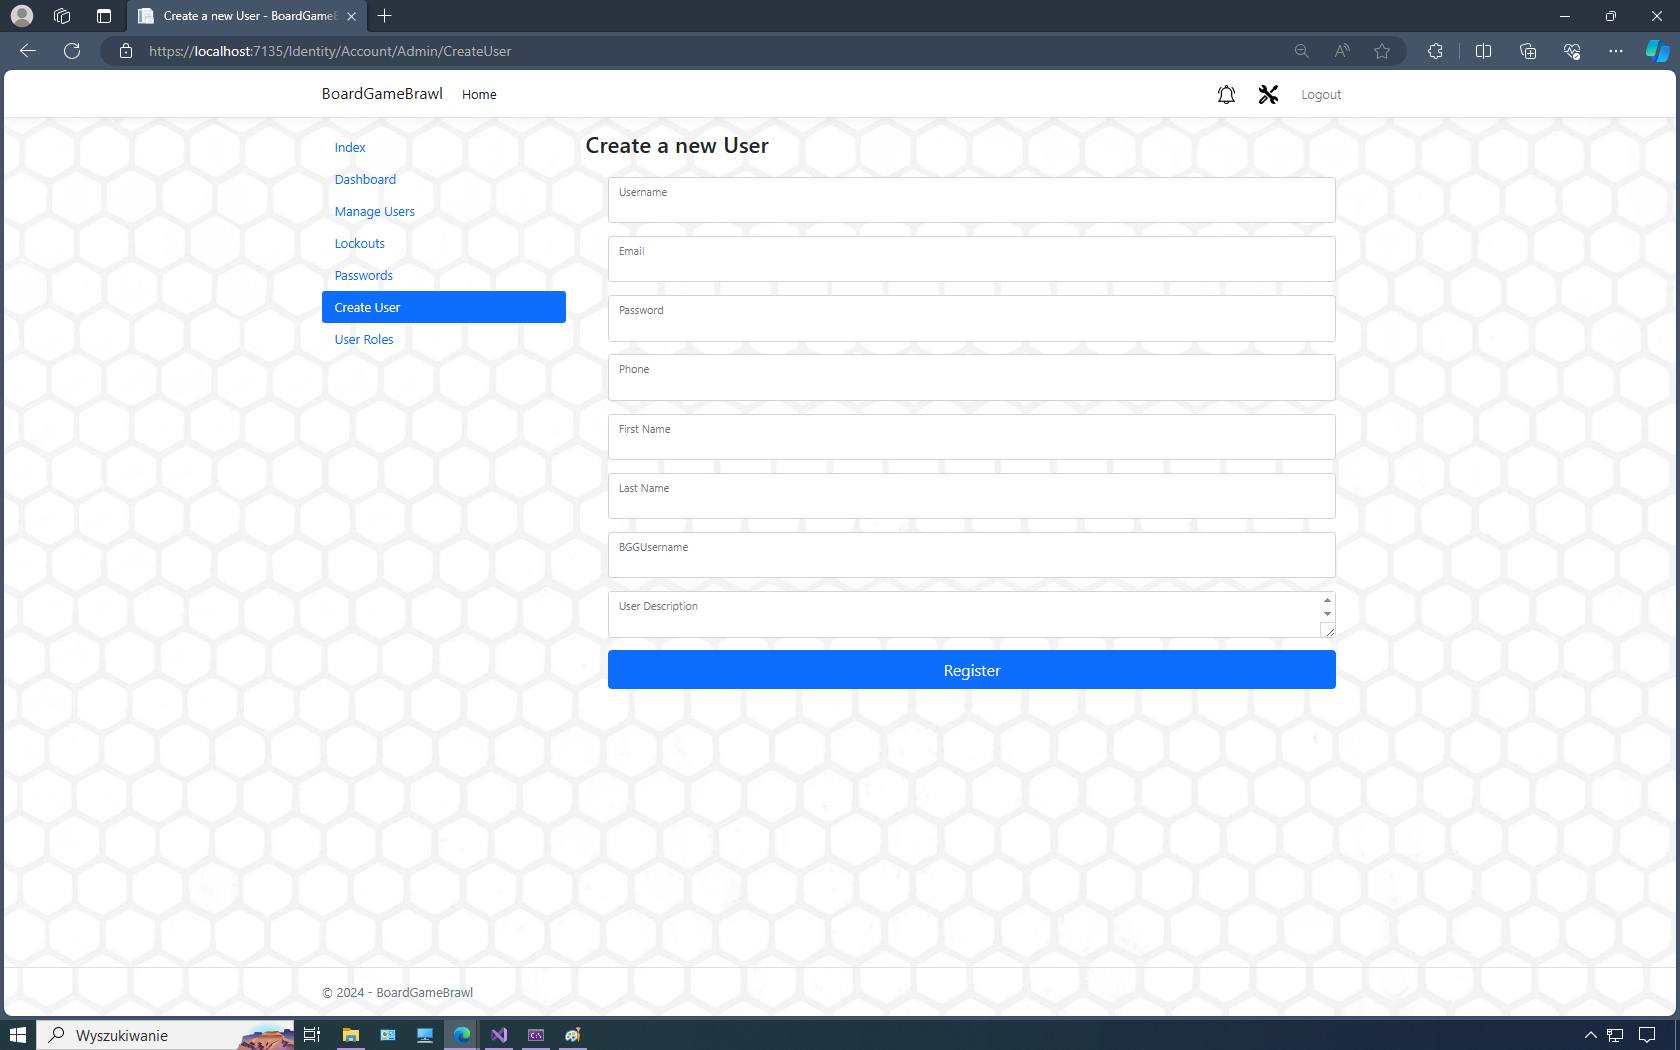 Create a new User - BoardGame
https://localhost:7135/Identity/Account/Admin/CreateUser
BoardGameBrawl Home Logout
Index
Dashboard
Manage Users
Lockouts
Passwords
Create User
User Roles
Create a new User
Username
Email
Password
Phone
First Name
Last Name
BGGUsername
User Description
Register
© 2024 - BoardGameBrawl
Wyszukiwanie